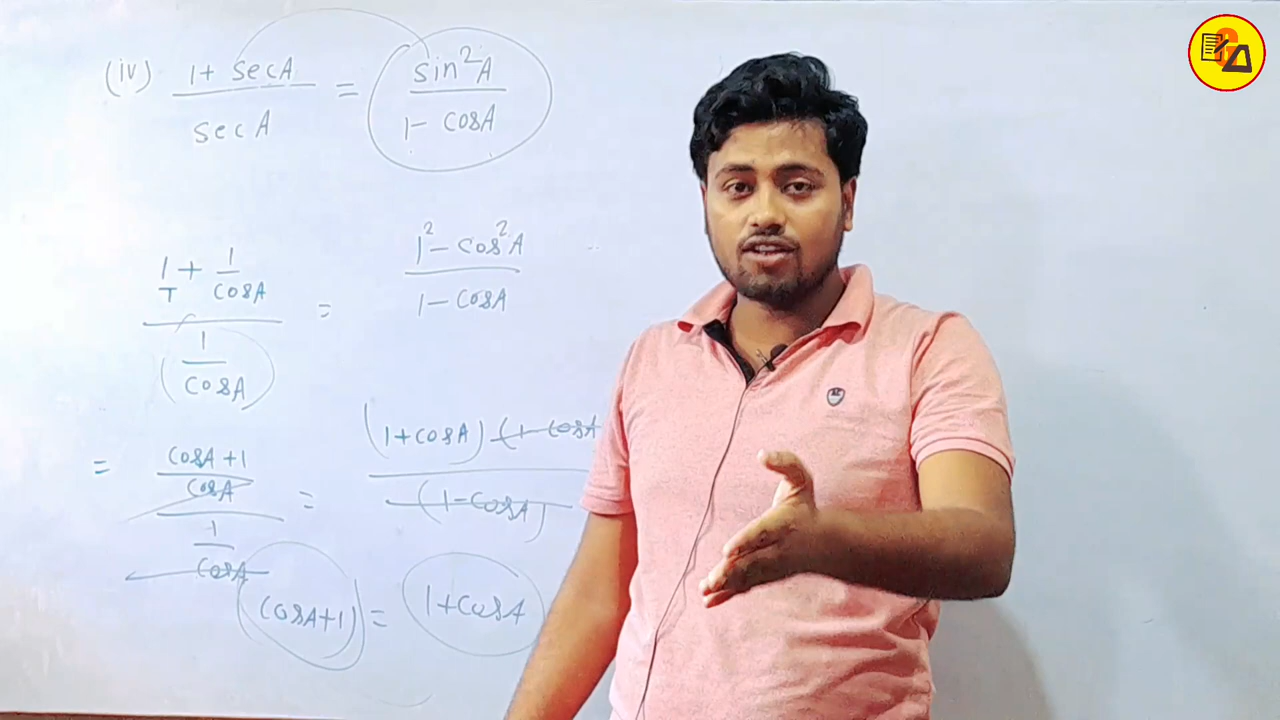 (iv) 1 + secA / secA = sin²A / 1 - cosA
1/1 + 1/cosA / (1/cosA) = 1² - cos²A / 1 - cosA
= cosA + 1 / cosA / 1/cosA = (1 + cosA) (1 - cosA / (1 - cosA)
(cosA+1) = 1 + cosA